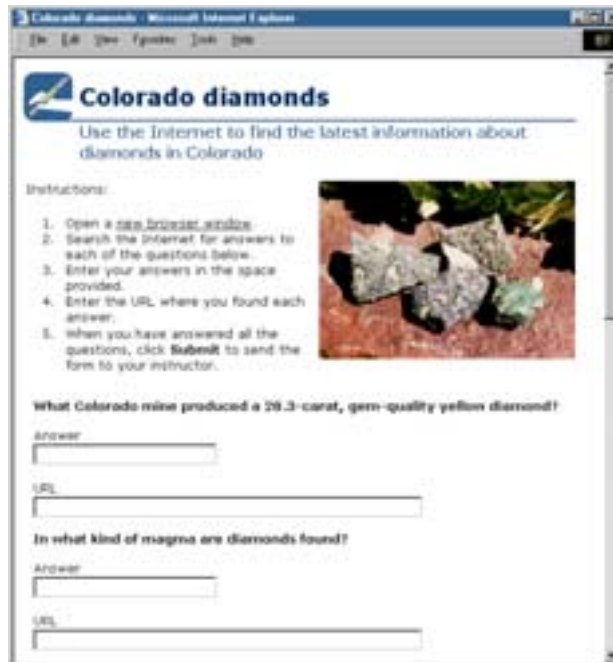 Colorado diamonds - Microsoft Internet Explorer
File Edit View Favorites Tools Help
Colorado diamonds
Use the Internet to find the latest information about
diamonds in Colorado
Instructions:
1. Open a new browser window.
2. Search the Internet for answers to
each of the questions below.
3. Enter your answers in the space
provided.
4. Enter the URL where you found each
answer.
5. When you have answered all the
questions, click Submit to send the
form to your instructor.
What Colorado mine produced a 28.3-carat, gem-quality yellow diamond?
Answer
URL
In what kind of magma are diamonds found?
Answer
URL